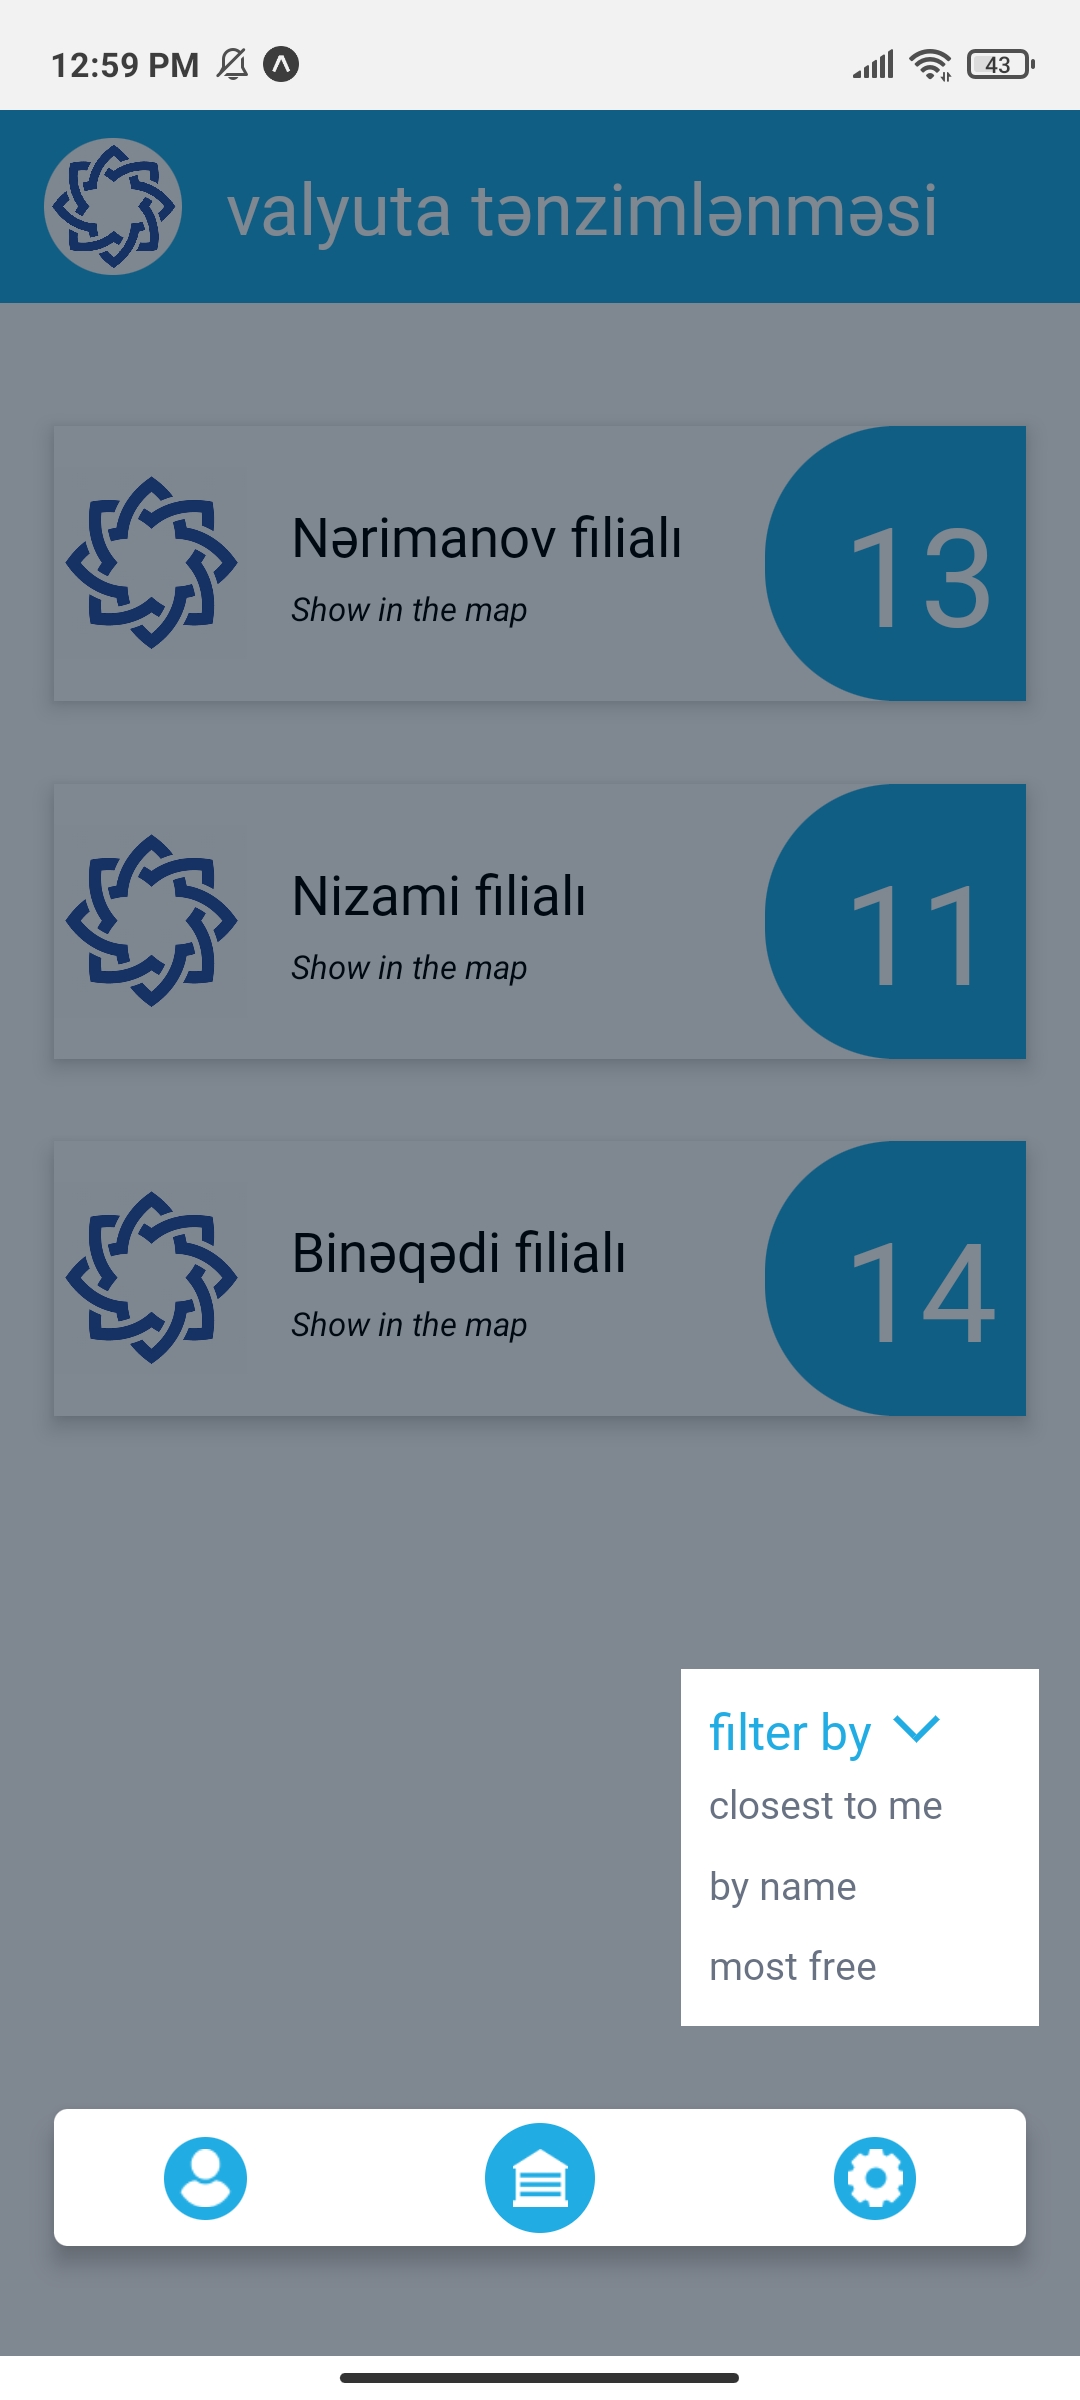 12:59 PM
43
valyuta tənzimlənməsi
Nərimanov filialı
Show in the map
13
Nizami filialı
Show in the map
11
Binəqədi filialı
Show in the map
14
filter by
closest to me
by name
most free